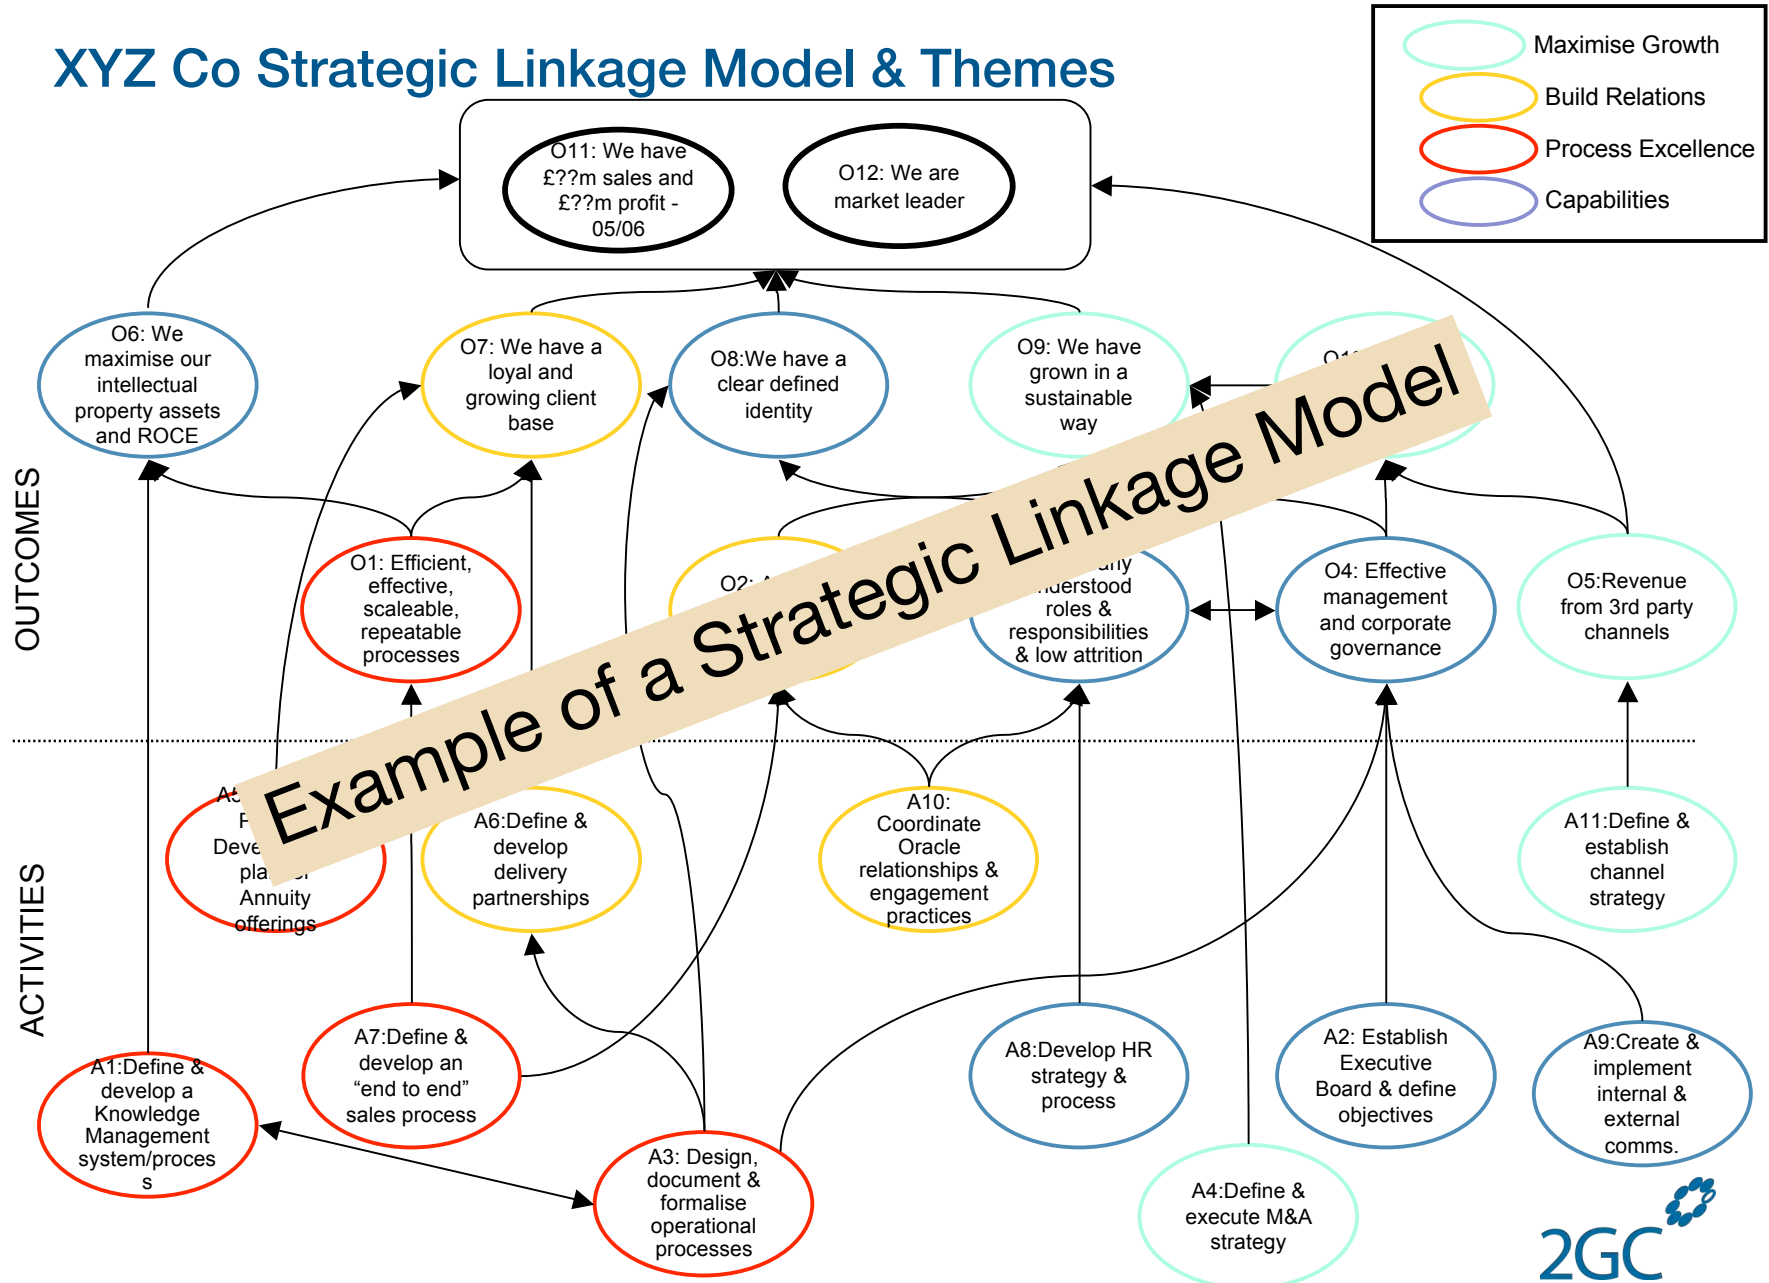 XYZ Co Strategic Linkage Model & Themes
Maximise Growth
Build Relations
Process Excellence
Capabilities
O11: We have
£??m sales and
£??m profit -
05/06
O12: We are
market leader
O6: We
maximise our
intellectual
property assets
and ROCE
O7: We have a
loyal and
growing client
base
O8:We have a
clear defined
identity
O9: We have
grown in a
sustainable
way
Example of a Strategic Linkage Model
OUTCOMES
O1: Efficient,
effective,
scaleable,
repeatable
processes
O2:
roles &
responsibilities
& low attrition
O4: Effective
management
and corporate
governance
O5:Revenue
from 3rd party
channels
ACTIVITIES
Annuity
offerings
A6:Define &
develop
delivery
partnerships
A10:
Coordinate
Oracle
relationships &
engagement
practices
A11:Define &
establish
channel
strategy
A1:Define &
develop a
Knowledge
Management
system/proces
s
A7:Define &
develop an
“end to end”
sales process
A3: Design,
document &
formalise
operational
processes
A8:Develop HR
strategy &
process
A4:Define &
execute M&A
strategy
A2: Establish
Executive
Board & define
objectives
A9:Create &
implement
internal &
external
comms.
2GC